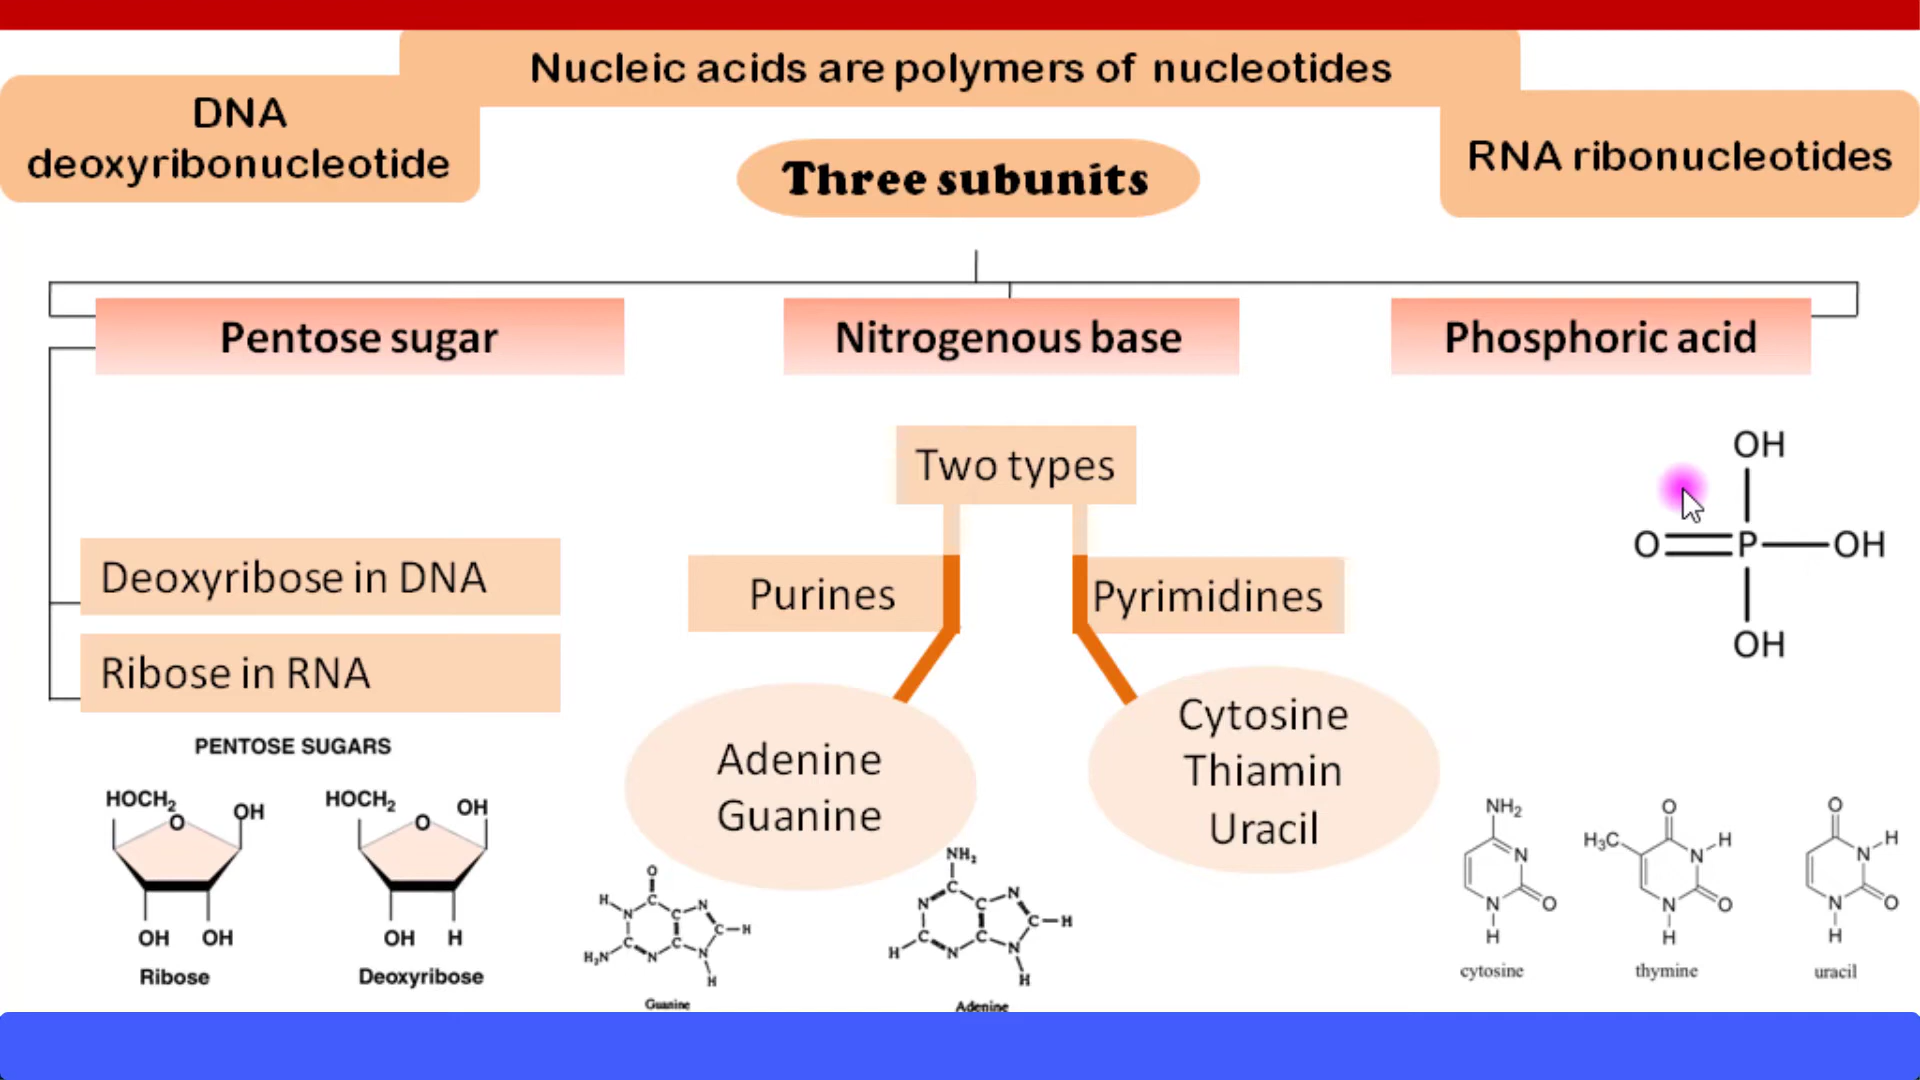 Nucleic acids are polymers of nucleotides
DNA
deoxyribonucleotide
RNA ribonucleotides
Three subunits
Pentose sugar
Nitrogenous base
Phosphoric acid
Two types
Deoxyribose in DNA
Ribose in RNA
Purines
Pyrimidines
Adenine
Guanine
Cytosine
Thiamin
Uracil
OH
O P OH
OH
PENTOSE SUGARS
HOCH2 O OH
OH OH
Ribose
HOCH2 O OH
OH H
Deoxyribose
O
H N C C N
C H
H2N C N C N
H
Guanine
NH2
N C C N
C H
H C N C N
H
Adenine
NH2
N
N O
H
cytosine
O
H3C N H
N O
H
thymine
O
N H
N O
H
uracil